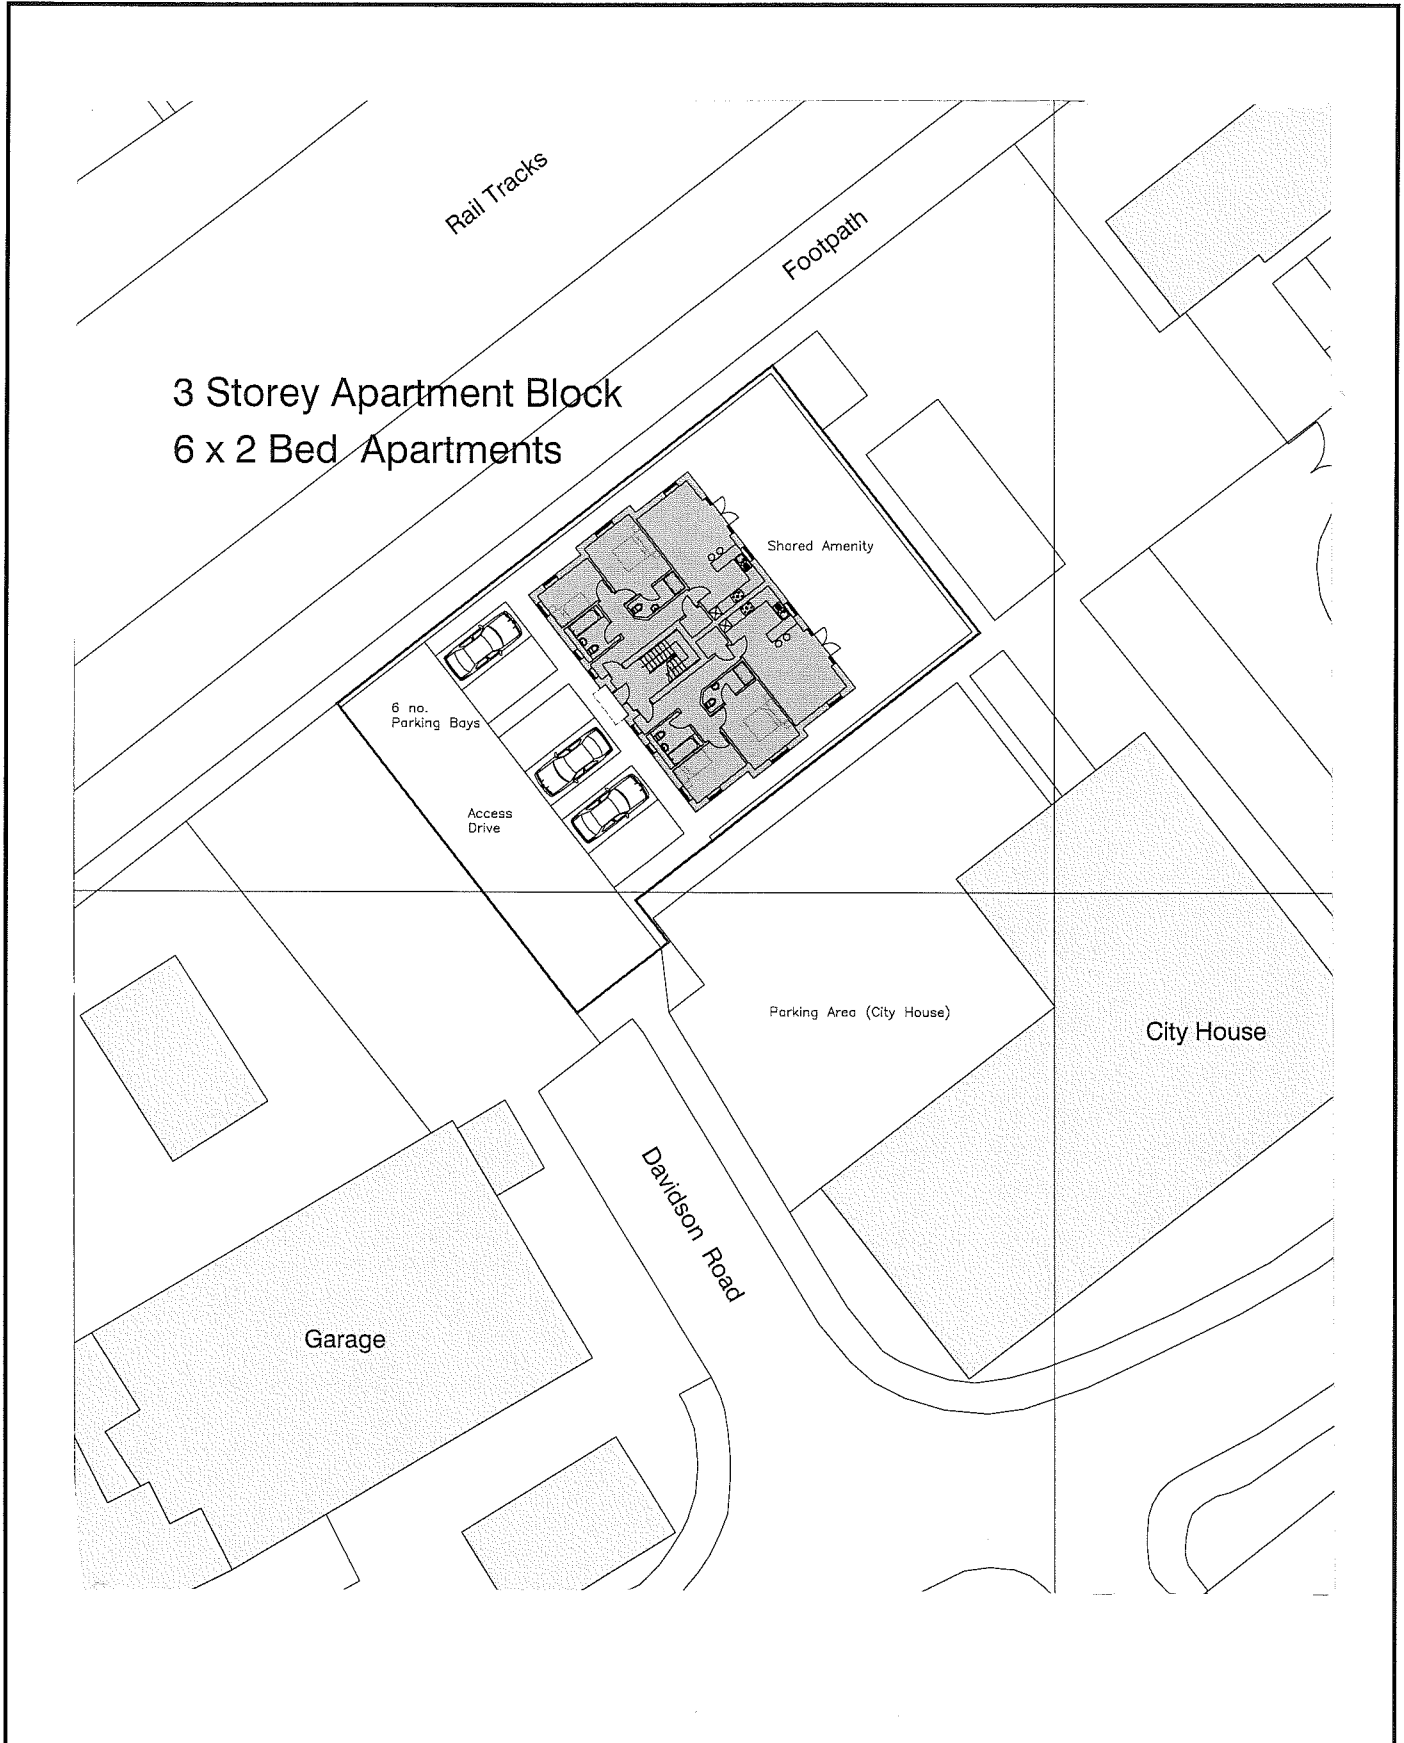 Rail Tracks
Footpath
3 Storey Apartment Block
6 x 2 Bed Apartments
Shared Amenity
6 no.
Parking Bays
Access
Drive
Parking Area (City House)
City House
Davidson Road
Garage